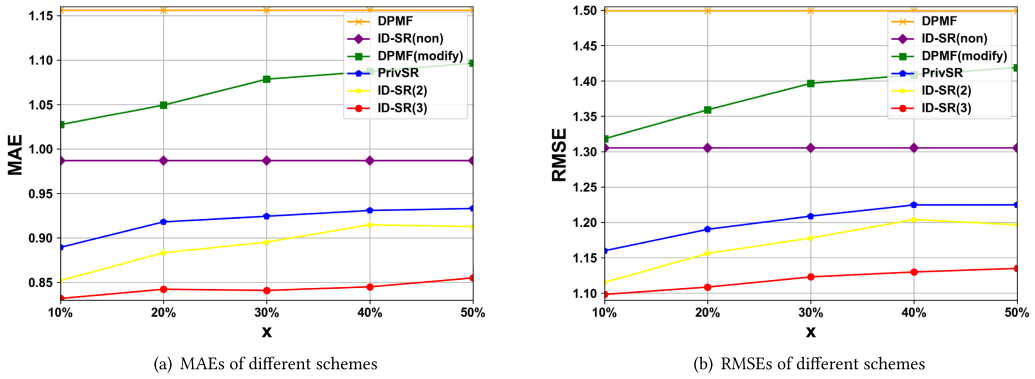 1.15
1.10
1.05
1.00
0.95
0.90
0.85
MAE
10%
20%
30%
40%
50%
x
DPMF
ID-SR(non)
DPMF(modify)
PrivSR
ID-SR(2)
ID-SR(3)
(a) MAEs of different schemes
1.50
1.45
1.40
1.35
1.30
1.25
1.20
1.15
1.10
RMSE
10%
20%
30%
40%
50%
x
DPMF
ID-SR(non)
DPMF(modify)
PrivSR
ID-SR(2)
ID-SR(3)
(b) RMSEs of different schemes